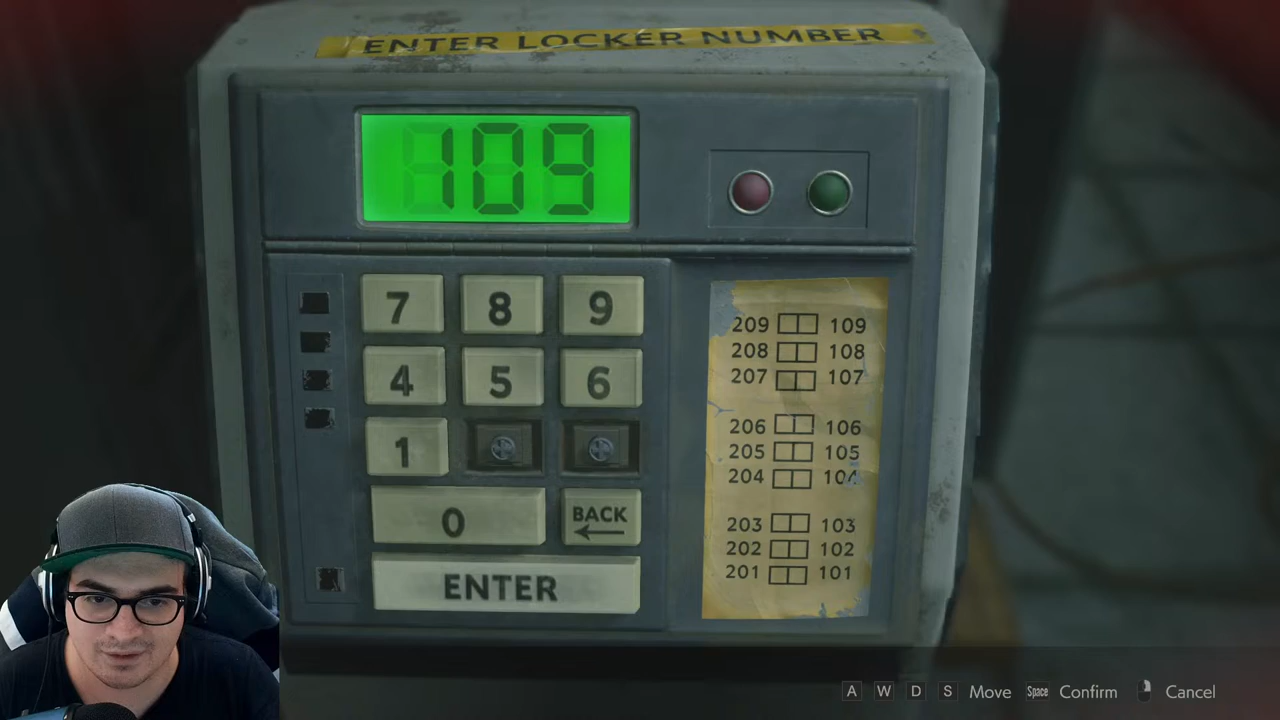 ENTER LOCKER NUMBER
109
7 8 9
4 5 6
1
0 BACK
ENTER
209 109
208 108
207 107
206 106
205 105
204 104
203 103
202 102
201 101
A W D S Move Space Confirm Cancel